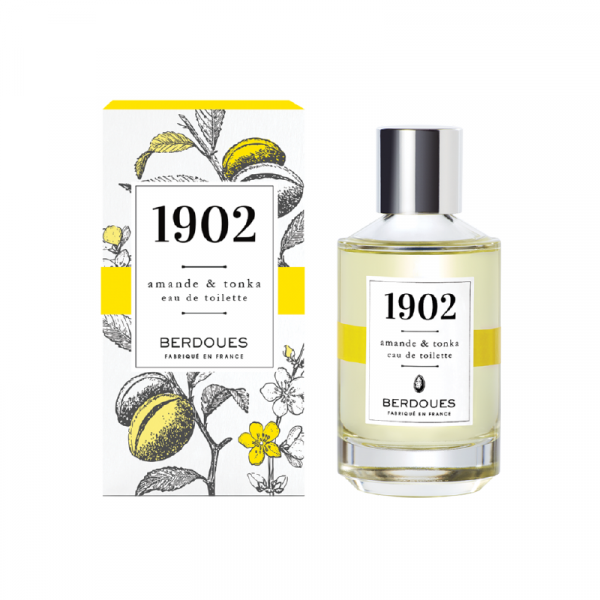 1902
amande & tonka
eau de toilette
BERDOUES
FABRIQUÉ EN FRANCE
1902
amande & tonka
eau de toilette
BERDOUES
FABRIQUÉ EN FRANCE